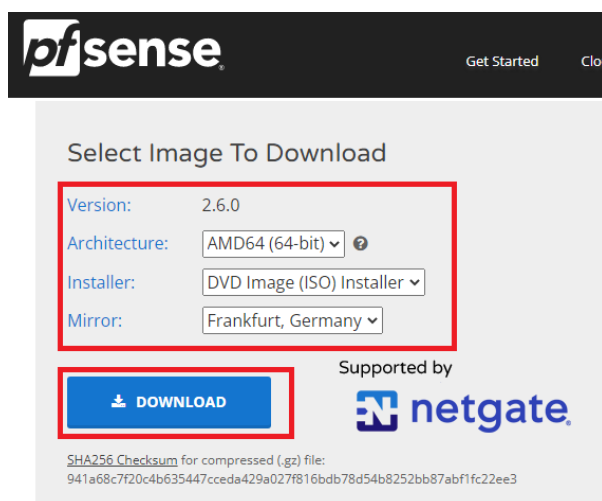 pfsense
Get Started Clo
Select Image To Download
Version: 2.6.0
Architecture: AMD64 (64-bit)
Installer: DVD Image (ISO) Installer
Mirror: Frankfurt, Germany
Supported by
DOWNLOAD
netgate
SHA256 Checksum for compressed (.gz) file:
941a68c7f20c4b635447cceda429a027f816bdb78d54b8252bb87abf1fc22ee3